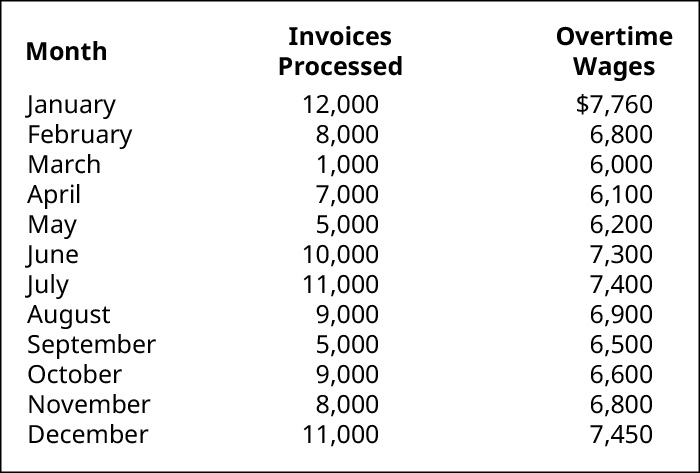 Month Invoices Processed Overtime Wages
January 12,000 $7,760
February 8,000 6,800
March 1,000 6,000
April 7,000 6,100
May 5,000 6,200
June 10,000 7,300
July 11,000 7,400
August 9,000 6,900
September 5,000 6,500
October 9,000 6,600
November 8,000 6,800
December 11,000 7,450